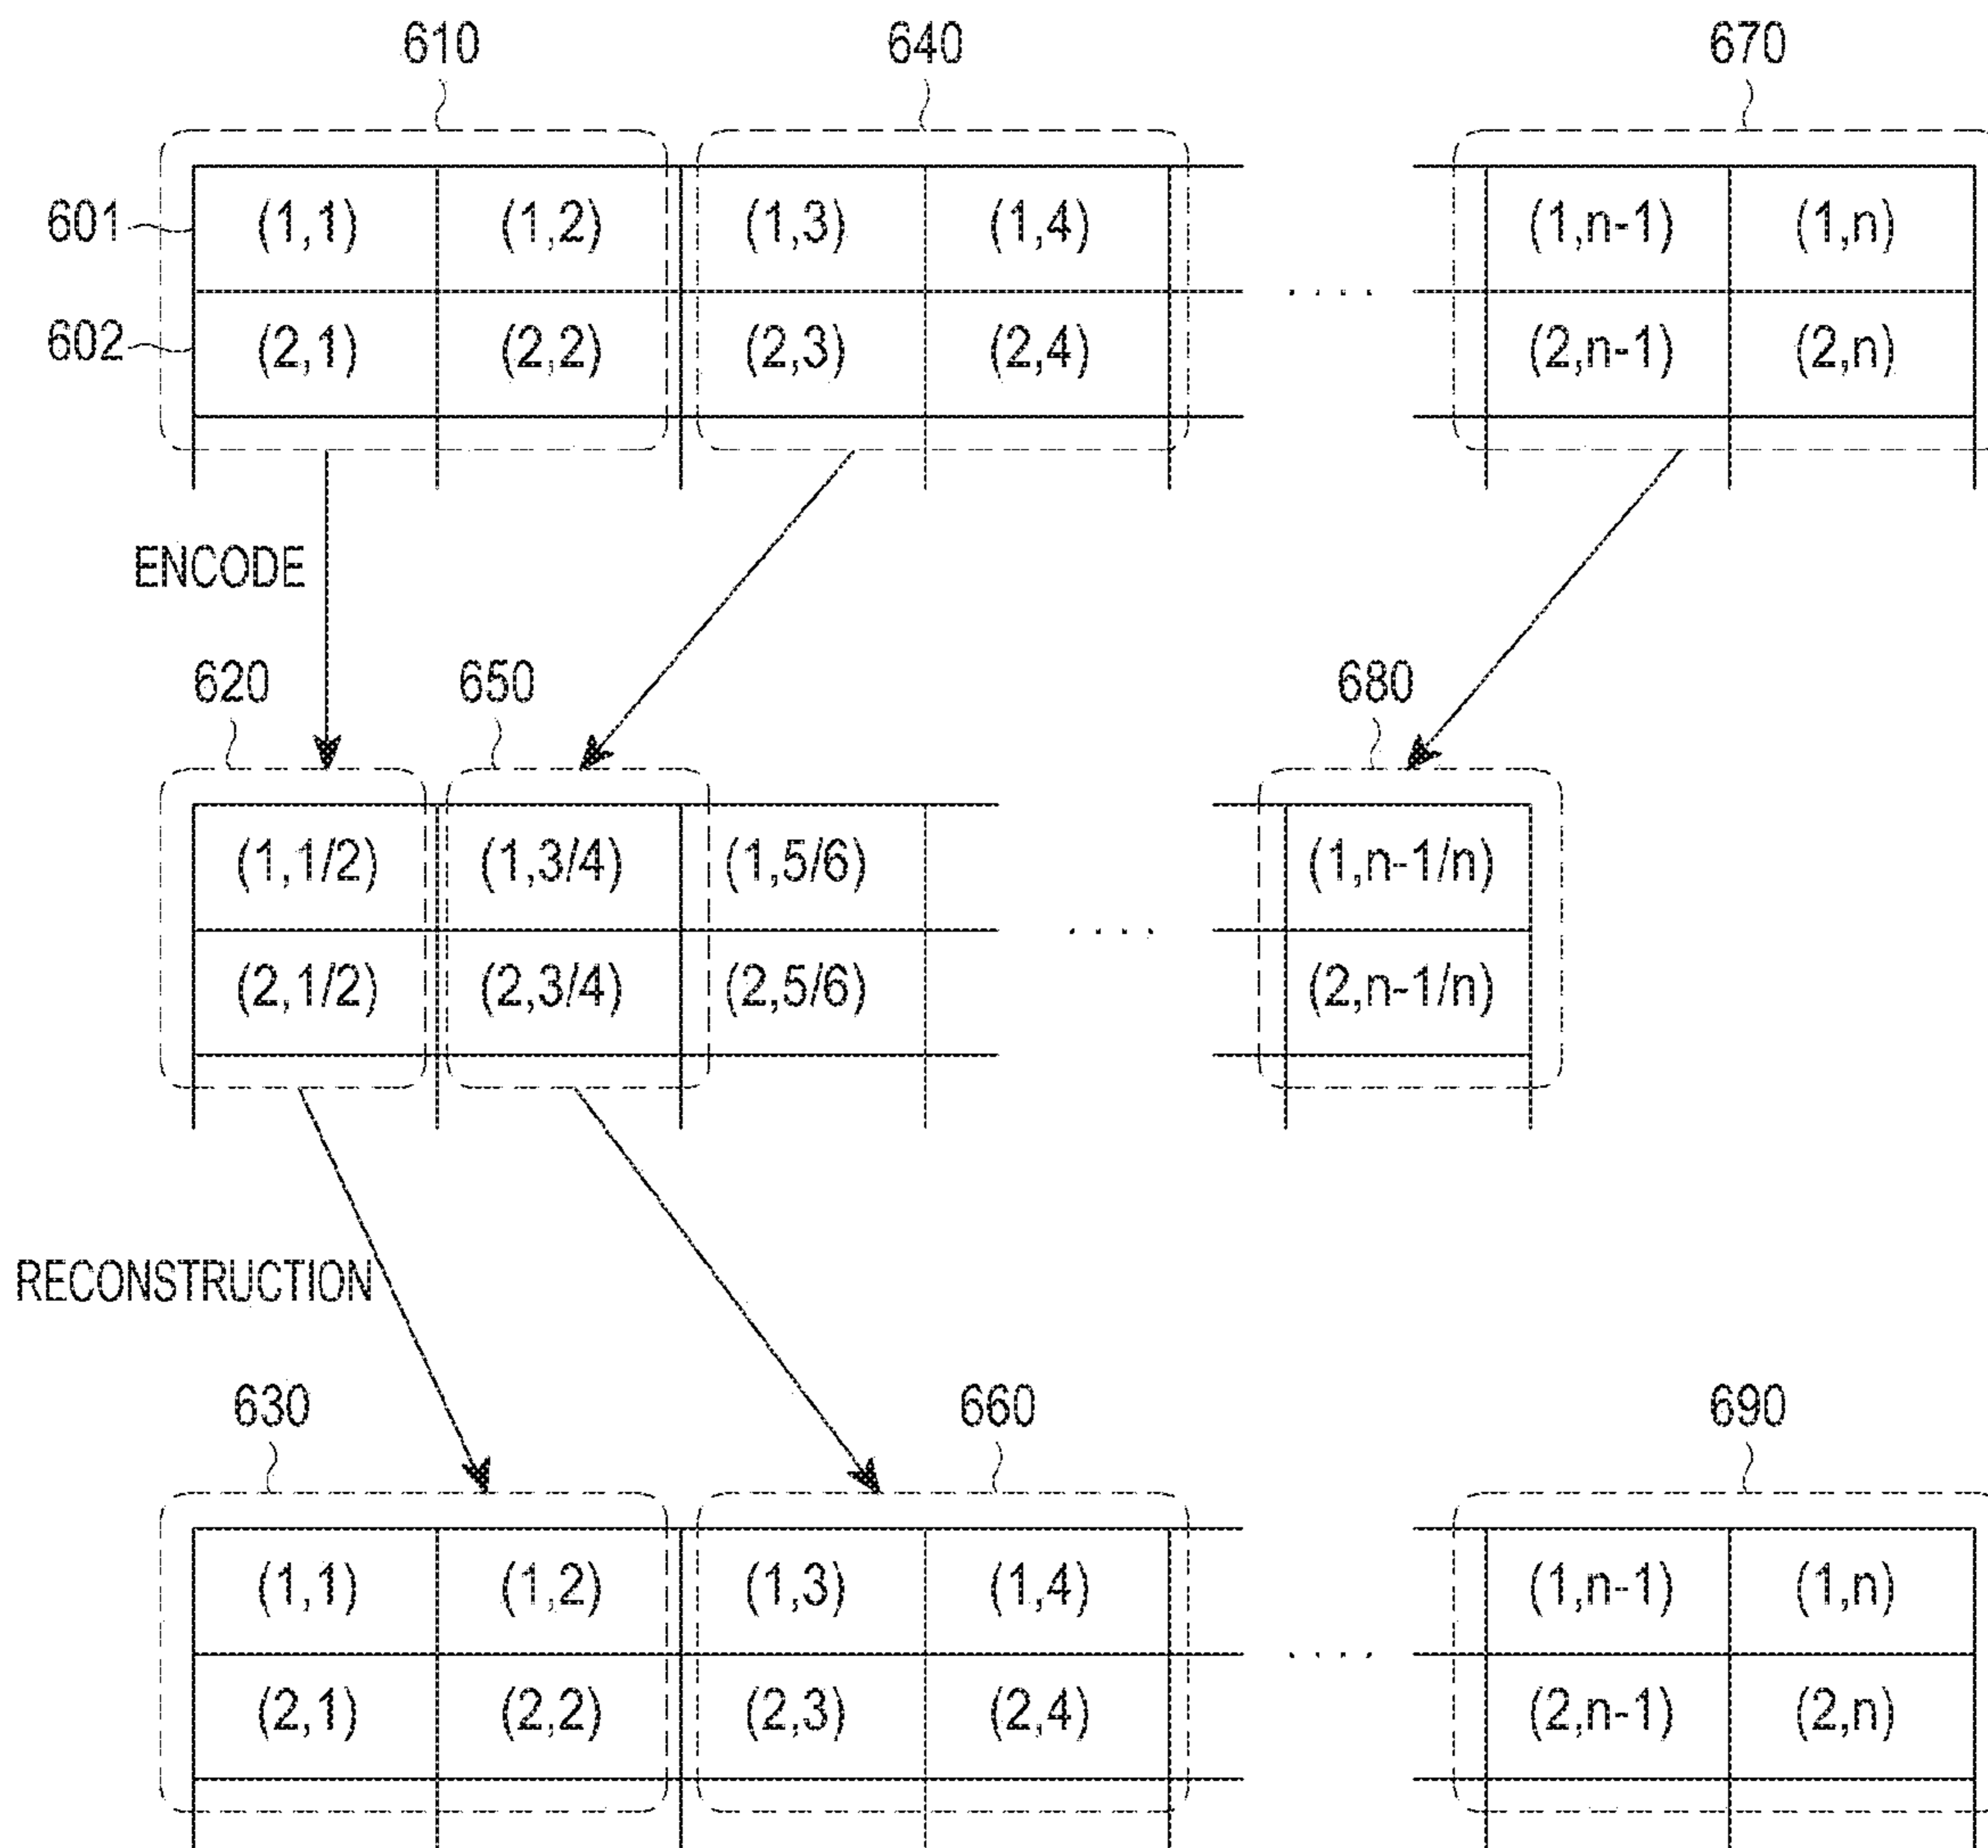 610 640 670
601 (1,1) (1,2) (1,3) (1,4) (1,n-1) (1,n)
. . . .
602 (2,1) (2,2) (2,3) (2,4) (2,n-1) (2,n)
ENCODE
620 650 680
(1,1/2) (1,3/4) (1,5/6) (1,n-1/n)
. . . .
(2,1/2) (2,3/4) (2,5/6) (2,n-1/n)
RECONSTRUCTION
630 660 690
(1,1) (1,2) (1,3) (1,4) (1,n-1) (1,n)
. . . .
(2,1) (2,2) (2,3) (2,4) (2,n-1) (2,n)